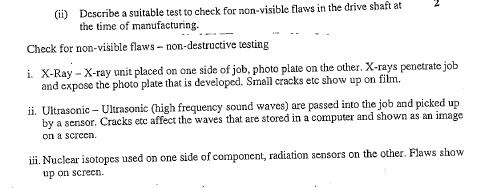 (ii) Describe a suitable test to check for non-visible flaws in the drive shaft at 2
the time of manufacturing.
Check for non-visible flaws – non-destructive testing
i. X-Ray – X-ray unit placed on one side of job, photo plate on the other. X-rays penetrate job
and expose the photo plate that is developed. Small cracks etc show up on film.
ii. Ultrasonic – Ultrasonic (high frequency sound waves) are passed into the job and picked up
by a sensor. Cracks etc affect the waves that are stored in a computer and shown as an image
on a screen.
iii. Nuclear isotopes used on one side of component, radiation sensors on the other. Flaws show
up on screen.